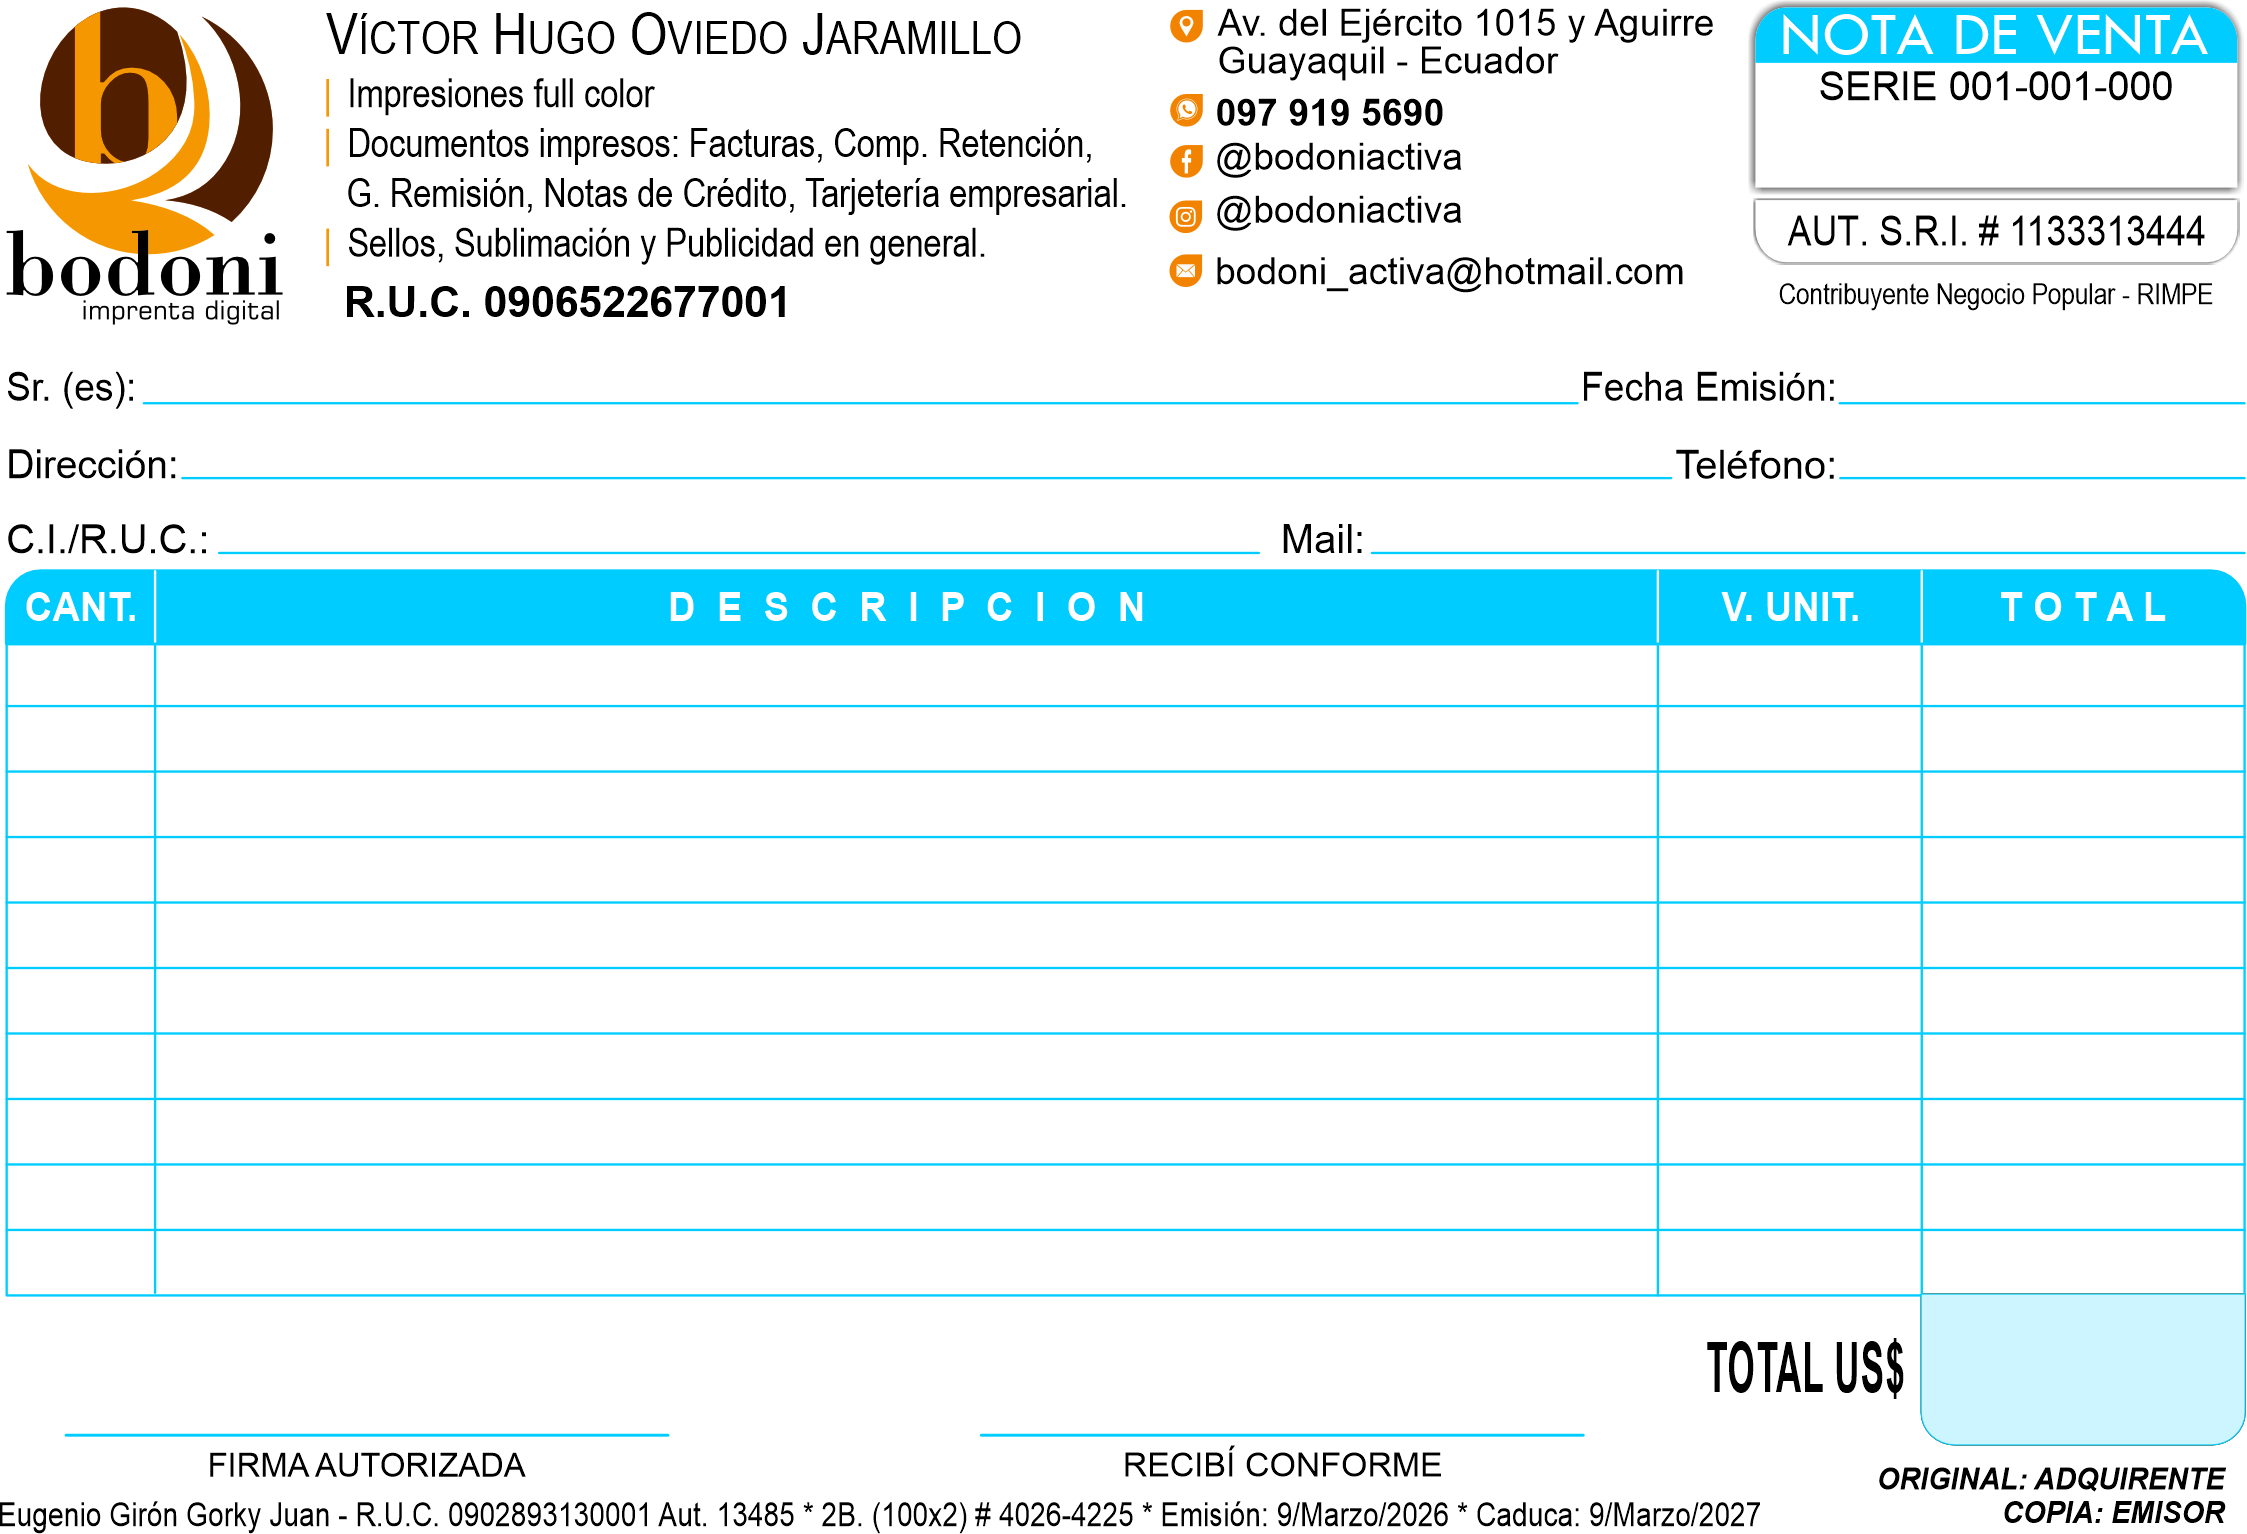 b
bodoni
imprenta digital
VÍCTOR HUGO OVIEDO JARAMILLO
Impresiones full color
Documentos impresos: Facturas, Comp. Retención,
G. Remisión, Notas de Crédito, Tarjetería empresarial.
Sellos, Sublimación y Publicidad en general.
R.U.C. 0906522677001
Av. del Ejército 1015 y Aguirre
Guayaquil - Ecuador
097 919 5690
@bodoniactiva
@bodoniactiva
bodoni_activa@hotmail.com
NOTA DE VENTA
SERIE 001-001-000
AUT. S.R.I. # 1133313444
Contribuyente Negocio Popular - RIMPE
Sr. (es): Fecha Emisión:
Dirección: Teléfono:
C.I./R.U.C.: Mail:
CANT. DESCRIPCION V. UNIT. TOTAL
TOTAL US$
FIRMA AUTORIZADA RECIBÍ CONFORME
ORIGINAL: ADQUIRENTE
COPIA: EMISOR
Eugenio Girón Gorky Juan - R.U.C. 0902893130001 Aut. 13485 * 2B. (100x2) # 4026-4225 * Emisión: 9/Marzo/2026 * Caduca: 9/Marzo/2027